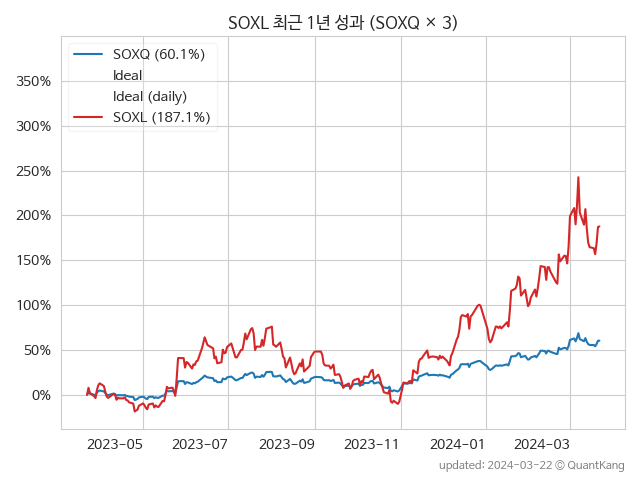 SOXL 최근 1년 성과 (SOXQ × 3)
SOXQ (60.1%)
Ideal
Ideal (daily)
SOXL (187.1%)
350%
300%
250%
200%
150%
100%
50%
0%
2023-05 2023-07 2023-09 2023-11 2024-01 2024-03
updated: 2024-03-22 © QuantKang